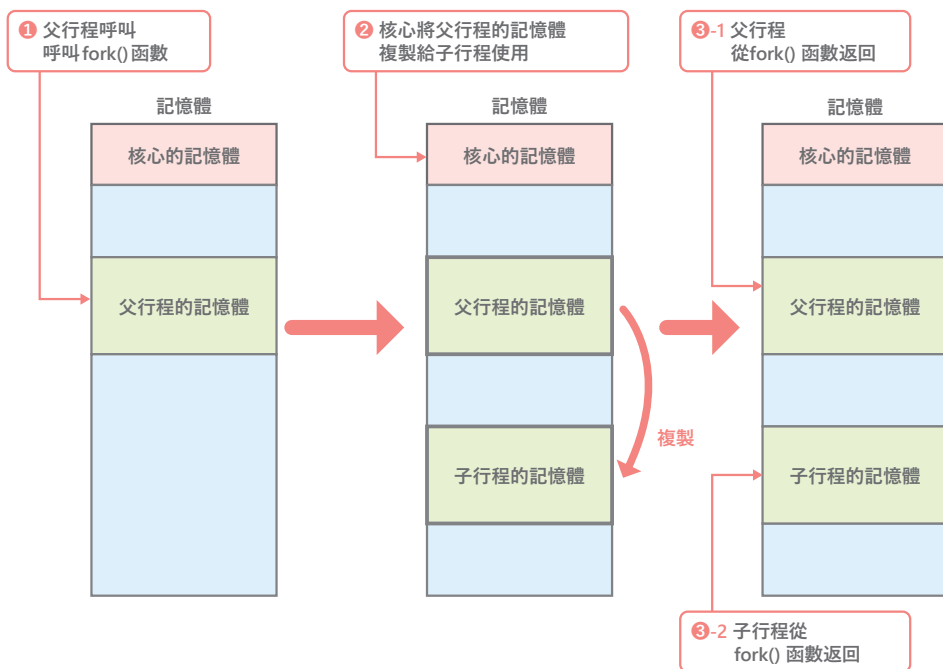 ❶ 父行程呼叫
呼叫fork()函數
❷ 核心將父行程的記憶體
複製給子行程使用
❸-1 父行程
從fork() 函數返回
記憶體
核心的記憶體
父行程的記憶體
記憶體
核心的記憶體
父行程的記憶體
複製
子行程的記憶體
記憶體
核心的記憶體
父行程的記憶體
子行程的記憶體
❸-2 子行程從
fork() 函數返回